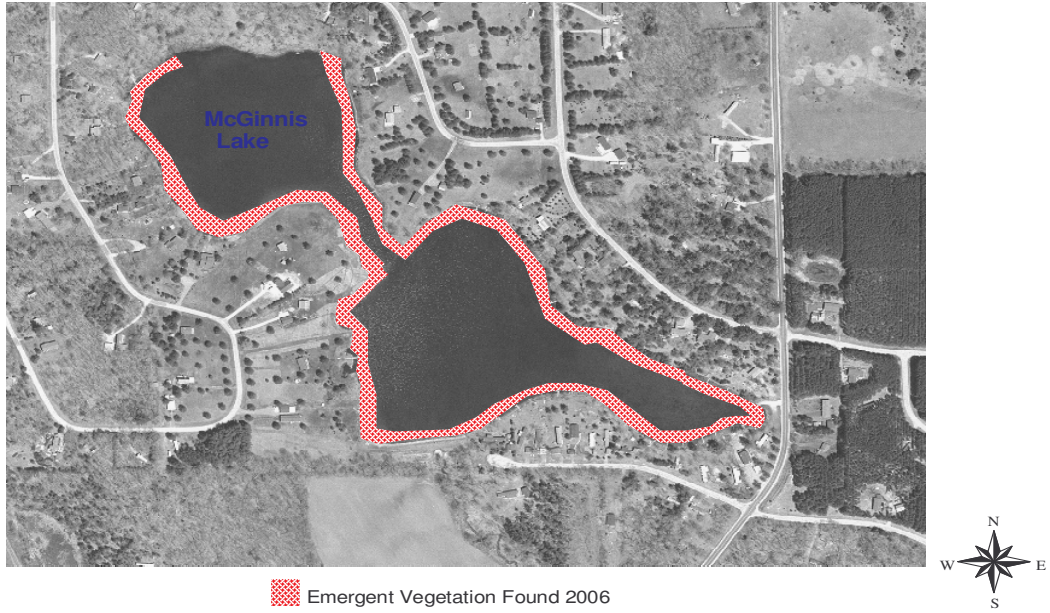 McGinnis
Lake
N
W E
S
Emergent Vegetation Found 2006